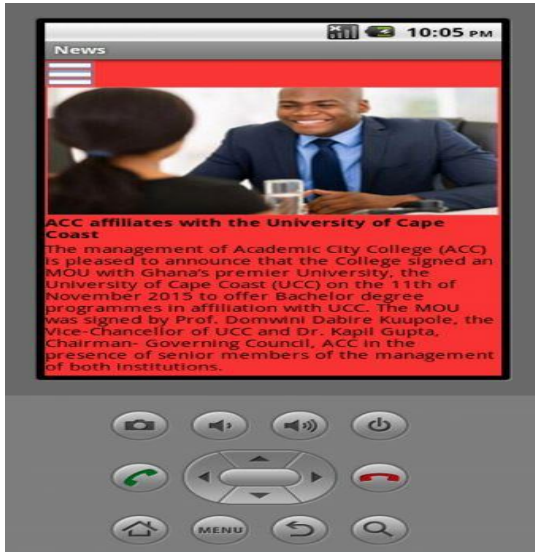 10:05 PM
News
ACC affiliates with the University of Cape
Coast
The management of Academic City College (ACC)
is pleased to announce that the College signed an
MOU with Ghana's premier University, the
University of Cape Coast (UCC) on the 11th of
November 2015 to offer Bachelor degree
programmes in affiliation with UCC. The MOU
was signed by Prof. Domwini Dabire Kuupole, the
Vice-Chancellor of UCC and Dr. Kapil Gupta,
Chairman- Governing Council, ACC in the
presence of senior members of the management
of both institutions.
MENU